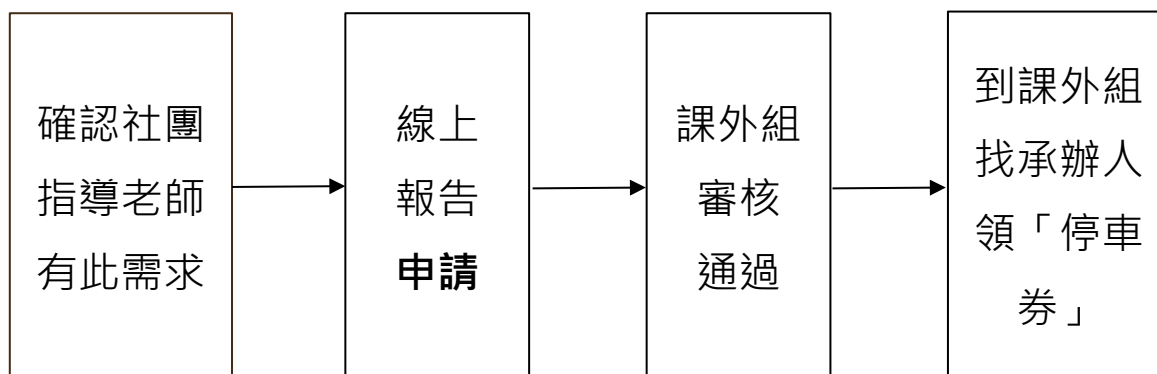 確認社團
指導老師
有此需求
線上
報告
申請
課外組
審核
通過
到課外組
找承辦人
領「停車
券」